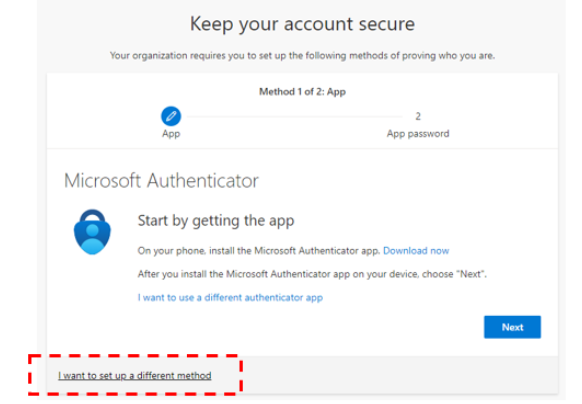 Keep your account secure
Your organization requires you to set up the following methods of proving who you are.
Method 1 of 2: App
App
2
App password
Microsoft Authenticator
Start by getting the app
On your phone, install the Microsoft Authenticator app. Download now
After you install the Microsoft Authenticator app on your device, choose "Next".
I want to use a different authenticator app
Next
I want to set up a different method